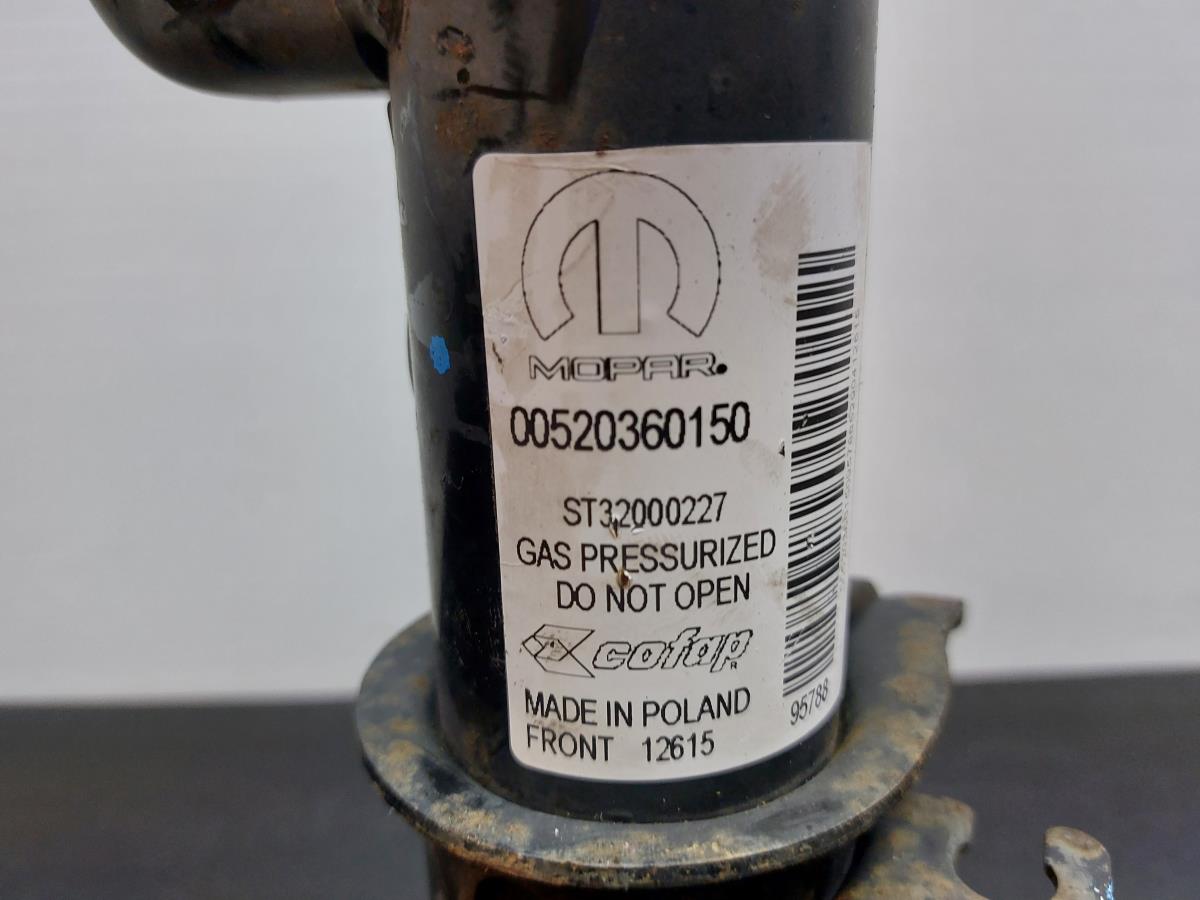 MOPAR.
00520360150
ST32000227
GAS PRESSURIZED
DO NOT OPEN
cofap
R
MADE IN POLAND
FRONT 12615
95788